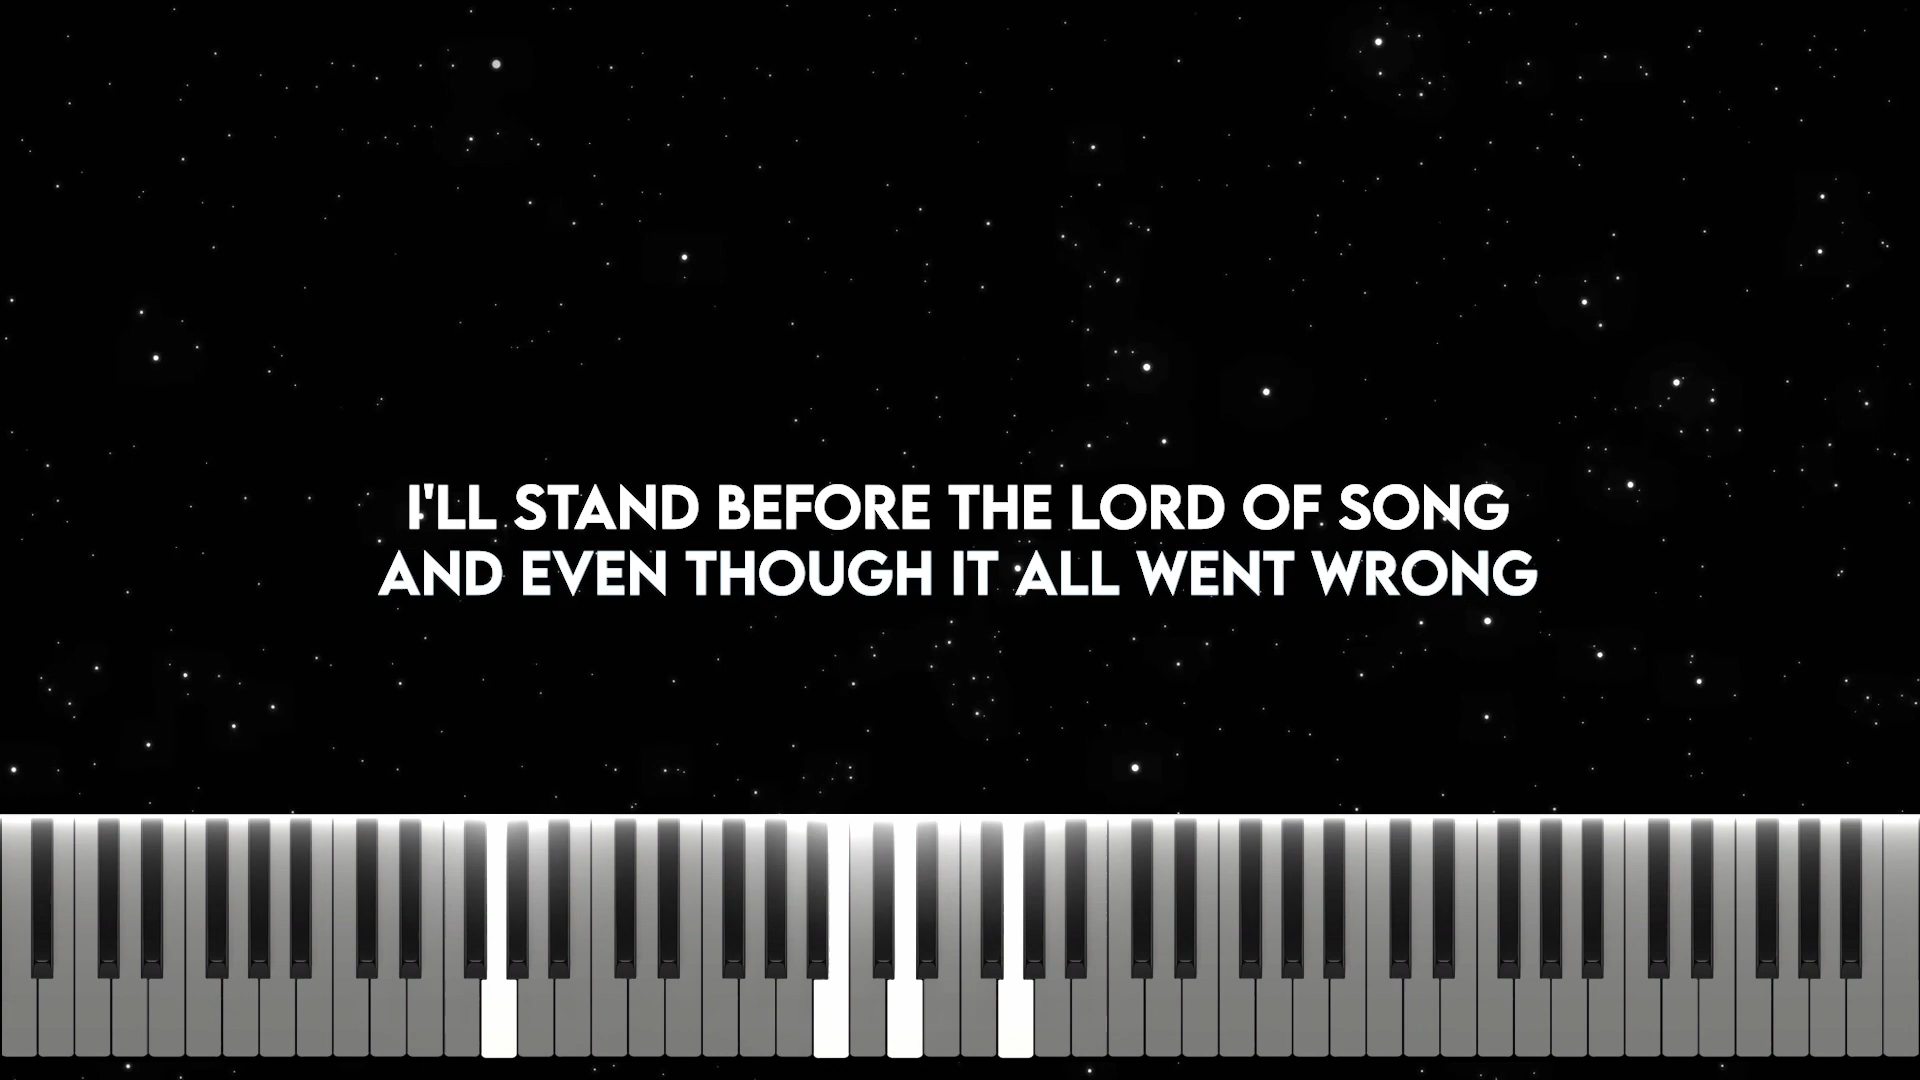 I'LL STAND BEFORE THE LORD OF SONG
AND EVEN THOUGH IT ALL WENT WRONG